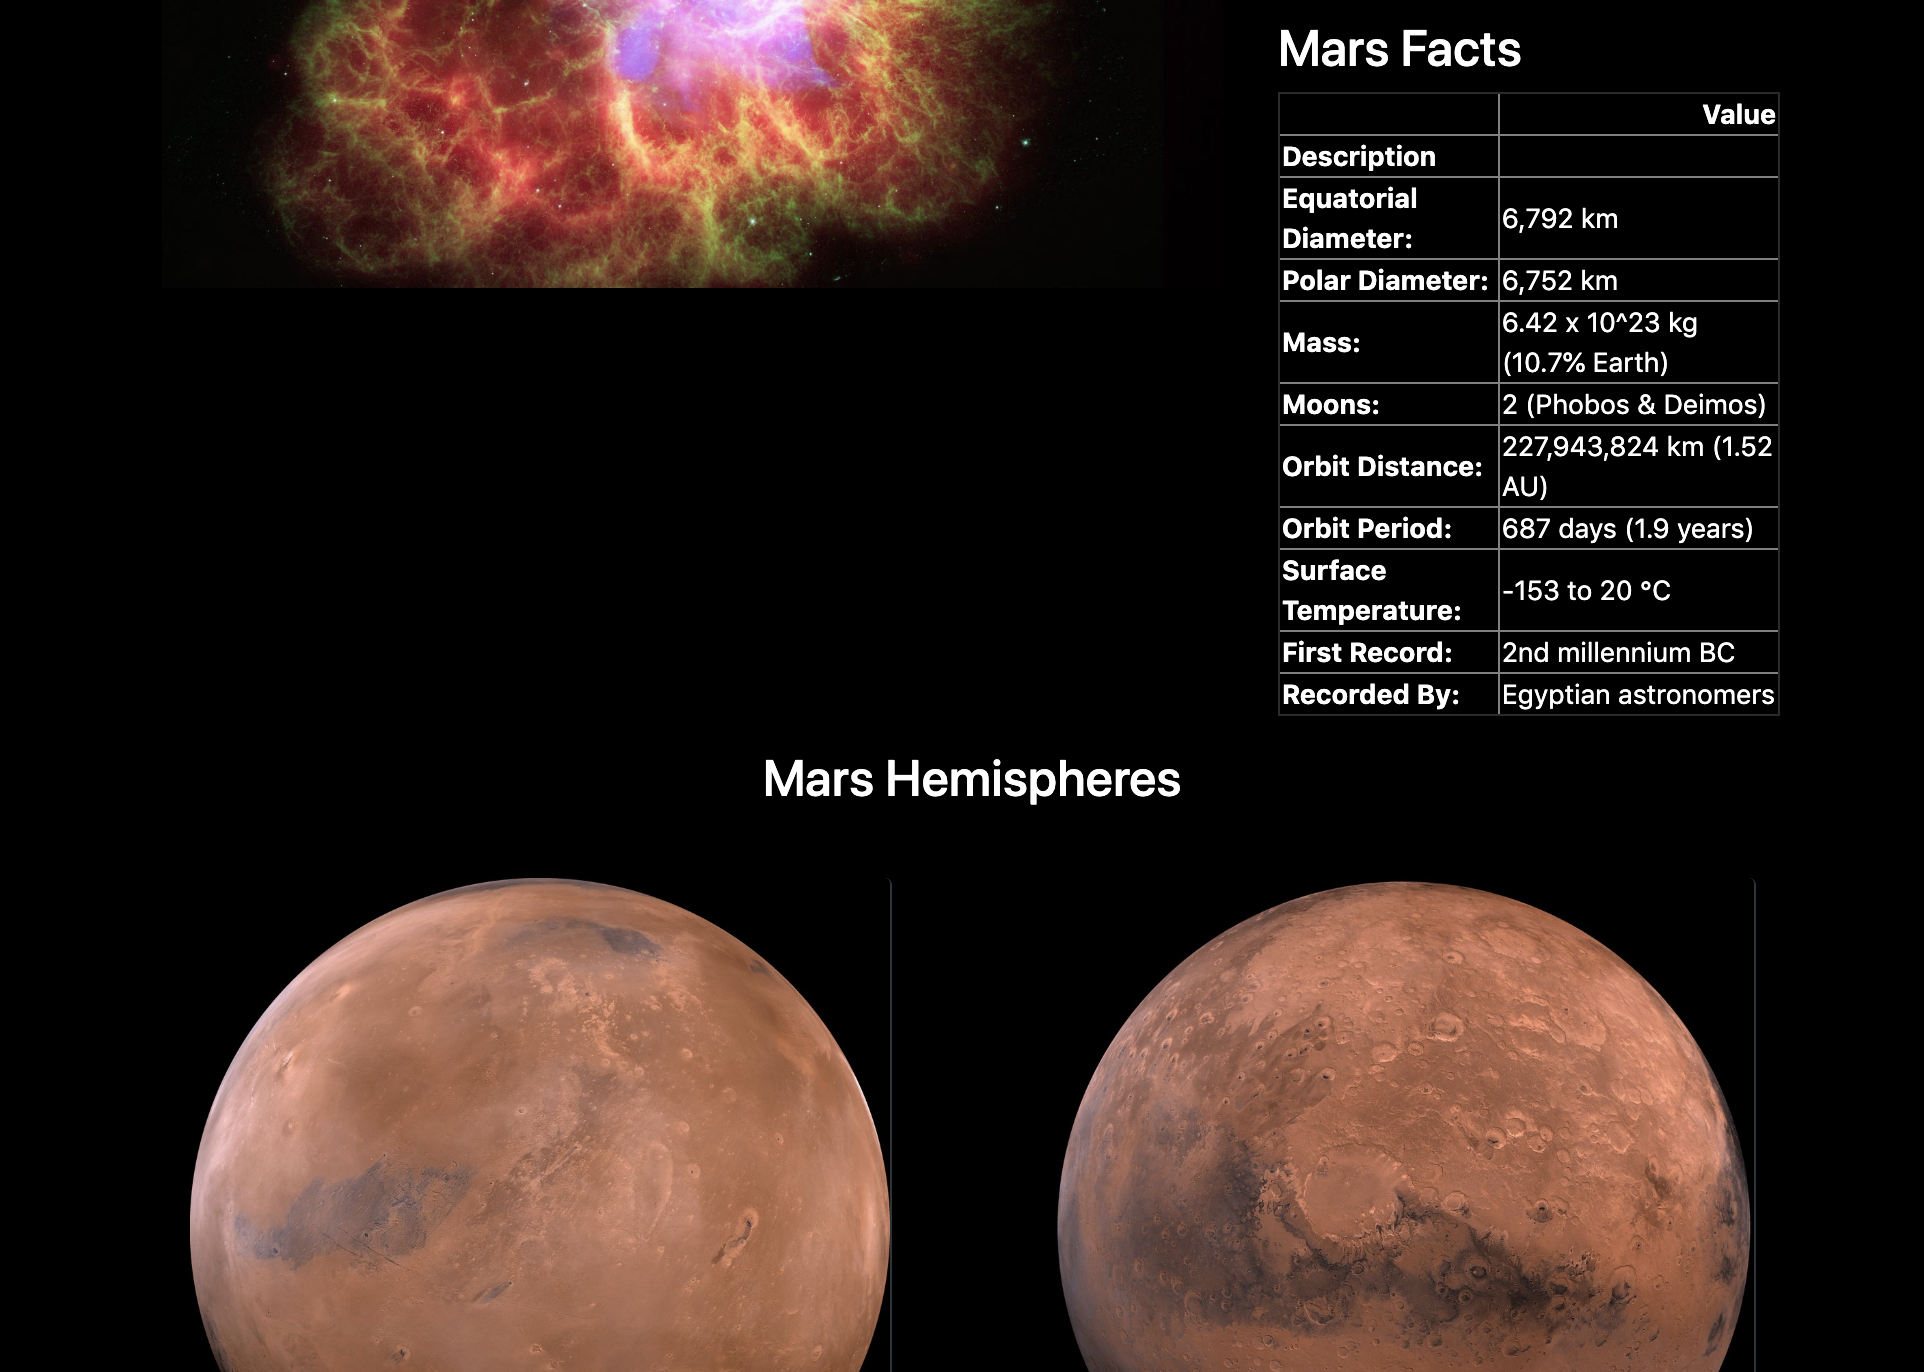 Mars Facts
Value
Description
Equatorial
Diameter:
6,792 km
Polar Diameter: 6,752 km
Mass:
6.42 x 10^23 kg
(10.7% Earth)
Moons: 2 (Phobos & Deimos)
Orbit Distance:
227,943,824 km (1.52
AU)
Orbit Period: 687 days (1.9 years)
Surface
Temperature:
-153 to 20 °C
First Record: 2nd millennium BC
Recorded By: Egyptian astronomers
Mars Hemispheres